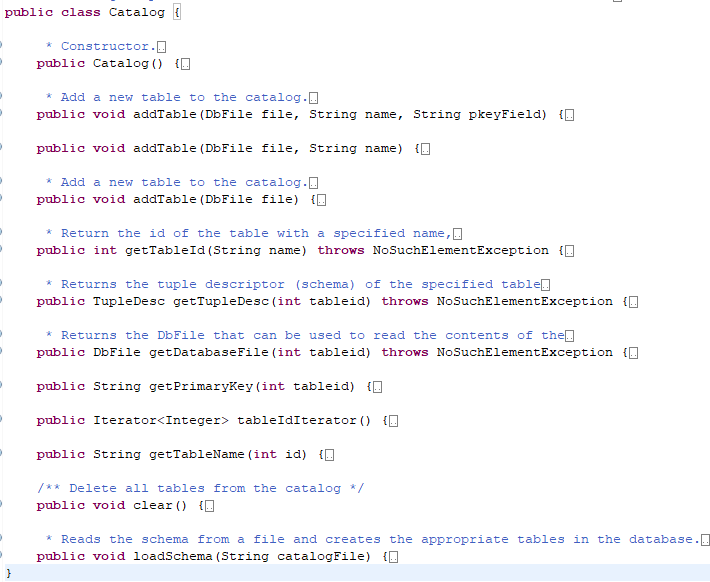 public class Catalog {
* Constructor.
public Catalog() {
* Add a new table to the catalog.
public void addTable(DbFile file, String name, String pkeyField) {
public void addTable(DbFile file, String name) {
* Add a new table to the catalog.
public void addTable(DbFile file) {
* Return the id of the table with a specified name,
public int getTableId(String name) throws NoSuchElementException {
* Returns the tuple descriptor (schema) of the specified table
public TupleDesc getTupleDesc(int tableid) throws NoSuchElementException {
* Returns the DbFile that can be used to read the contents of the
public DbFile getDatabaseFile(int tableid) throws NoSuchElementException {
public String getPrimaryKey(int tableid) {
public Iterator<Integer> tableIdIterator() {
public String getTableName(int id) {
/** Delete all tables from the catalog */
public void clear() {
* Reads the schema from a file and creates the appropriate tables in the database.
public void loadSchema(String catalogFile) {
}